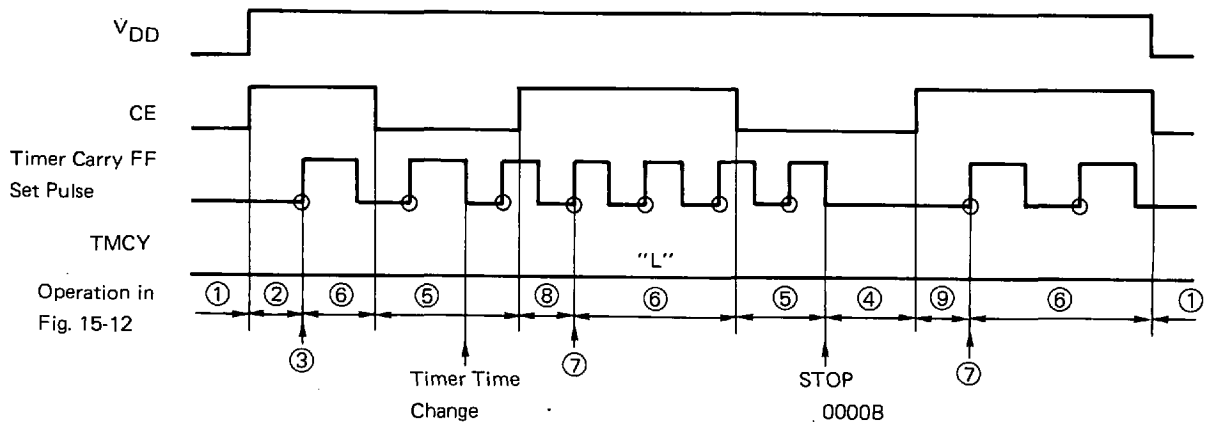 VDD
CE
Timer Carry FF
Set Pulse
TMCY
"L"
Operation in
Fig. 15-12
① ② ⑥ ⑤ ⑧ ⑥ ⑤ ④ ⑨ ⑥ ①
③ ⑦ ⑦
Timer Time
Change
STOP
0000B